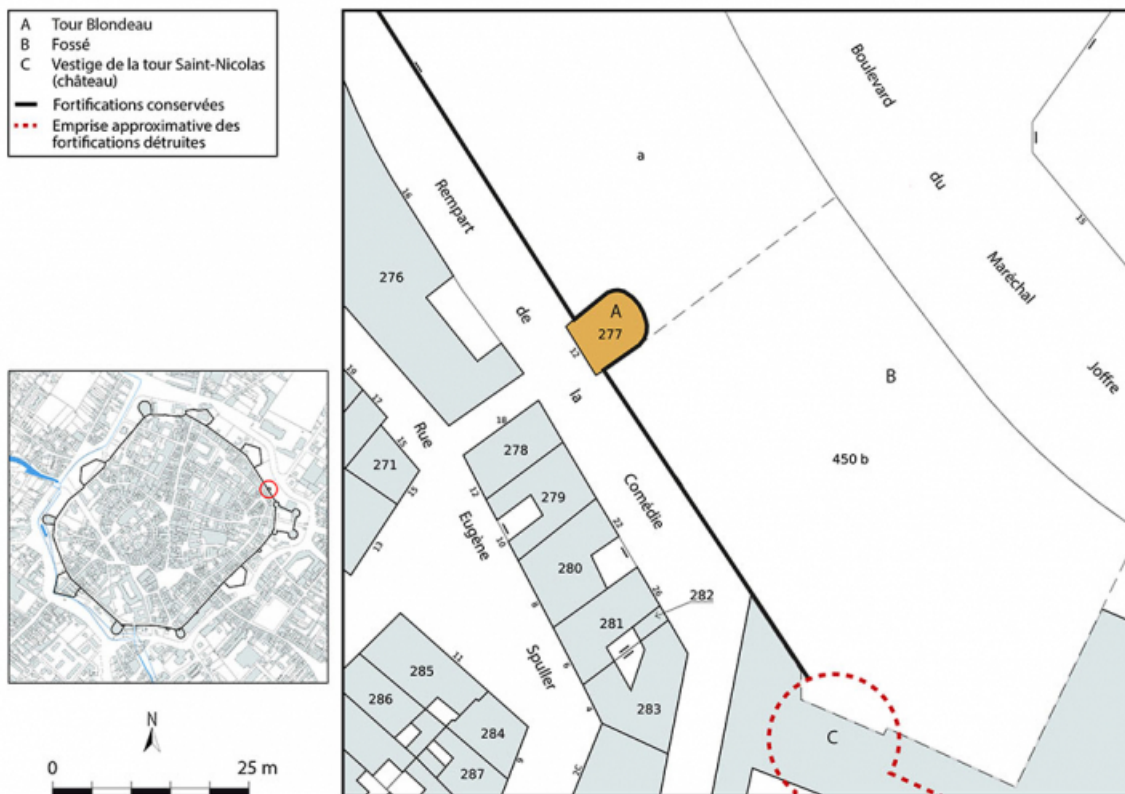 A Tour Blondeau
B Fossé
C Vestige de la tour Saint-Nicolas
(château)
Fortifications conservées
Emprise approximative des
fortifications détruites
N
0 25 m
Boulevard
du
Maréchal
Joffre
15
a
16
Rempart
de
la
Comédie
276
A
277
12
B
450 b
19
17
15
271
15
13
Rue
Eugène
Spuller
18
278
12
279
10
22
280
8
26
282
281
6
283
4
11
285
286
284
9
287
C